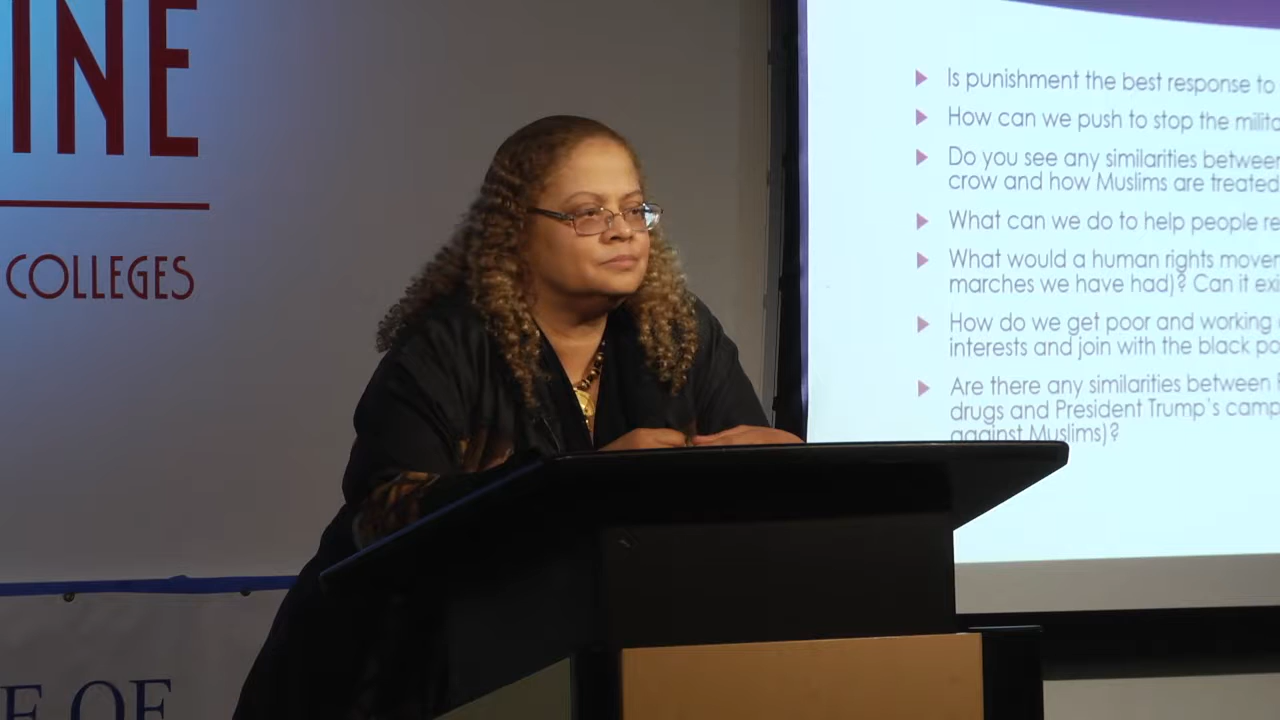 INE
COLLEGES
E OF
Is punishment the best response to
How can we push to stop the milita
Do you see any similarities between
crow and how Muslims are treated
What can we do to help people re
What would a human rights movem
marches we have had)? Can it exi
How do we get poor and working
interests and join with the black po
Are there any similarities between
drugs and President Trump's camp
against Muslims)?